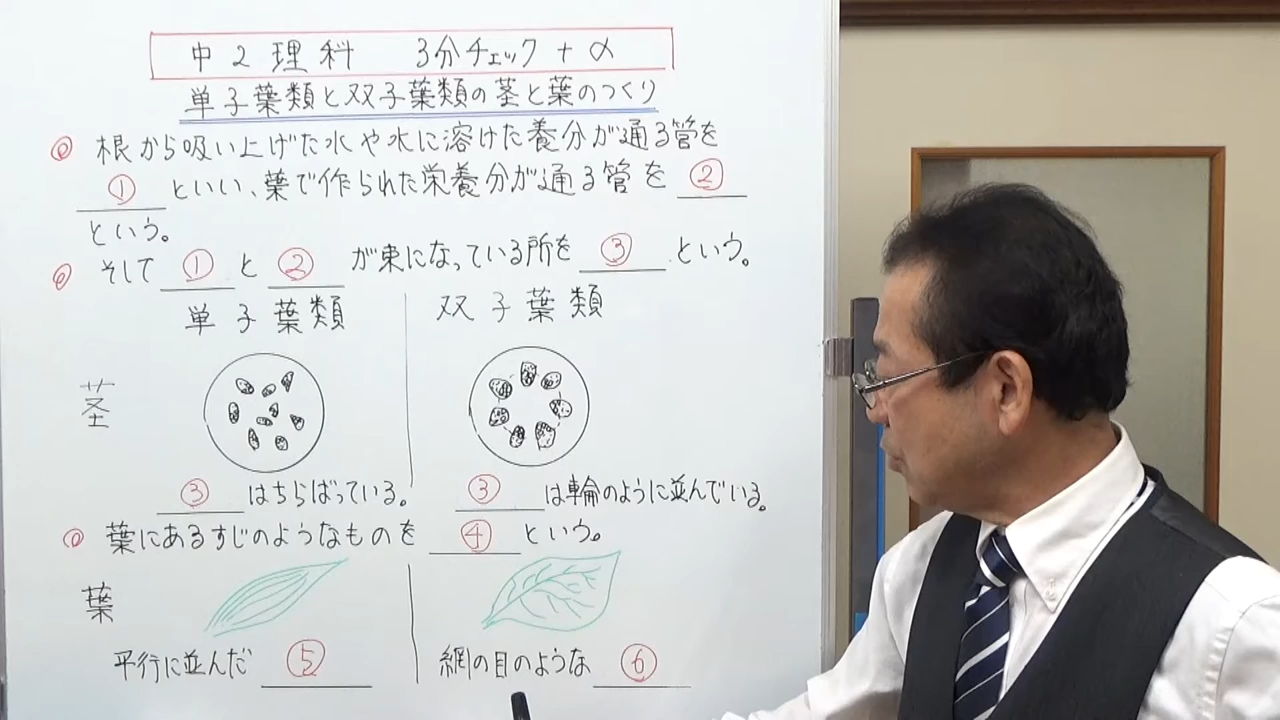 中2理科 3分チェック+α
単子葉類と双子葉類の茎と葉のつくり
◎ 根から吸い上げた水や水に溶けた養分が通る管を
① といい、葉で作られた栄養分が通る管を ②
という。
◎ そして ① と ② が束になっている所を ③ という。
単子葉類 双子葉類
茎
③ はちらばっている。 ③ は輪のように並んでいる。
◎ 葉にあるすじのようなものを ④ という。
葉
平行に並んだ ⑤ 網の目のような ⑥